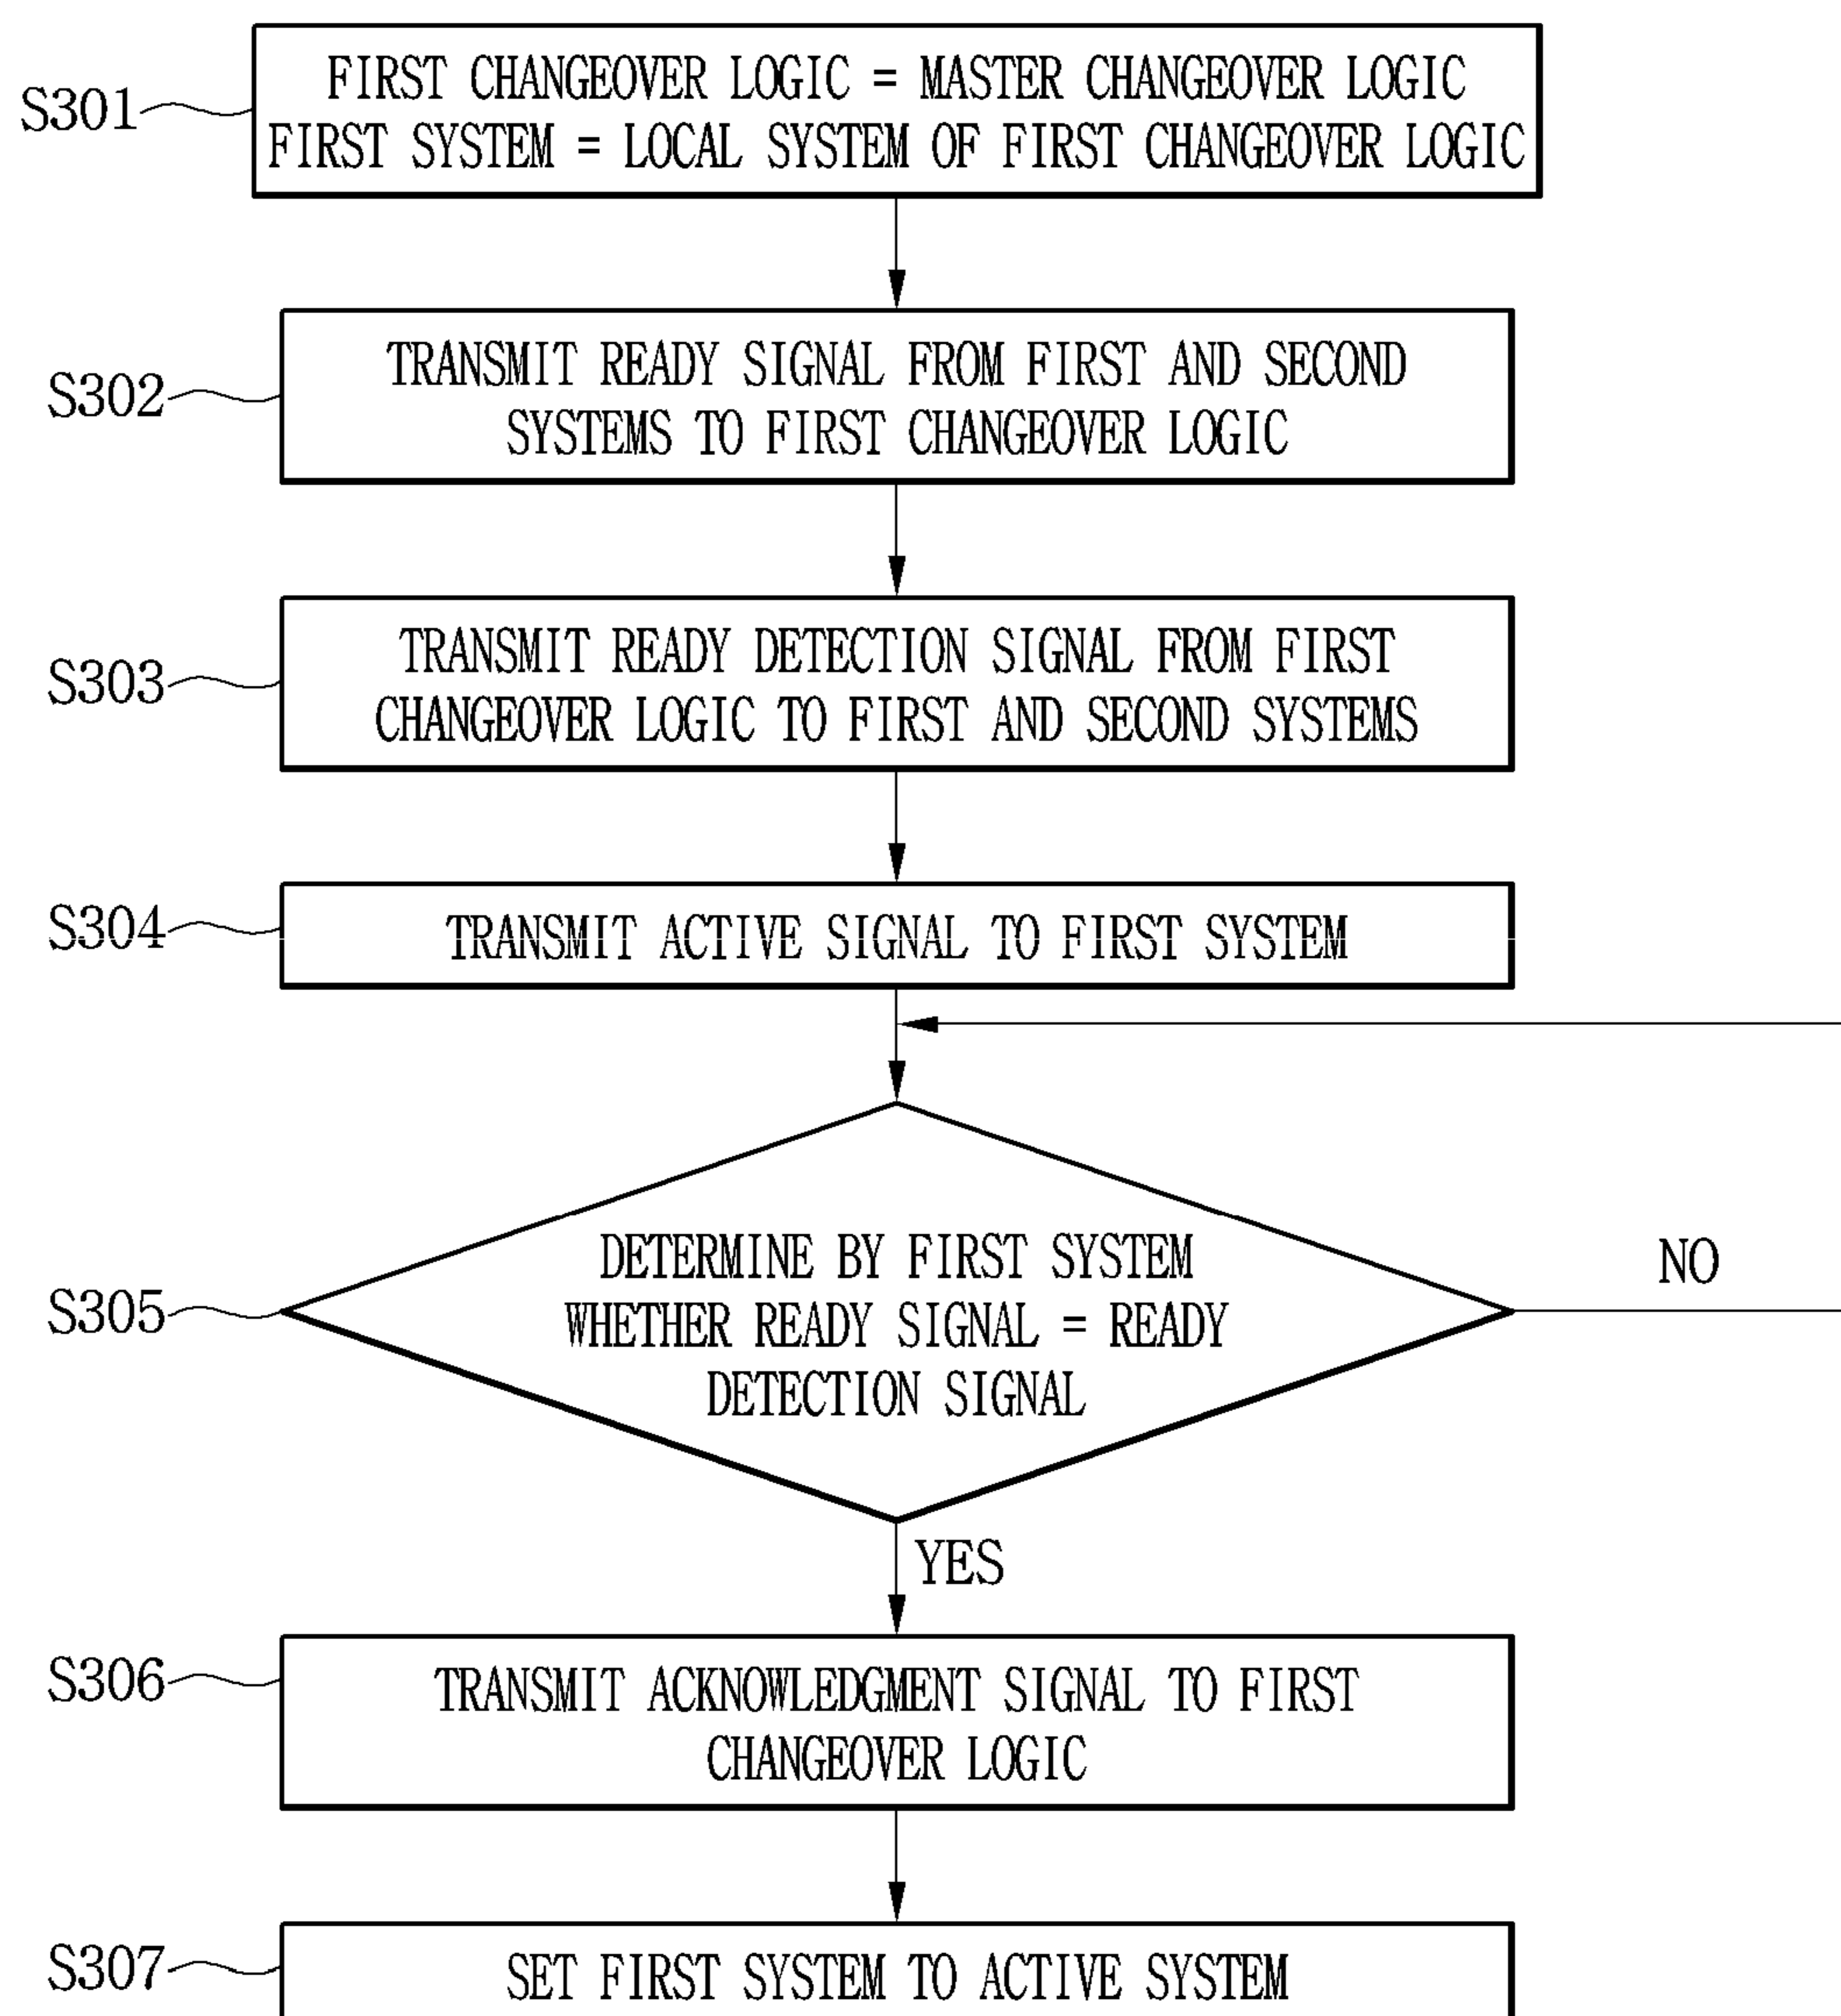 S301
FIRST CHANGEOVER LOGIC = MASTER CHANGEOVER LOGIC
FIRST SYSTEM = LOCAL SYSTEM OF FIRST CHANGEOVER LOGIC
S302
TRANSMIT READY SIGNAL FROM FIRST AND SECOND
SYSTEMS TO FIRST CHANGEOVER LOGIC
S303
TRANSMIT READY DETECTION SIGNAL FROM FIRST
CHANGEOVER LOGIC TO FIRST AND SECOND SYSTEMS
S304
TRANSMIT ACTIVE SIGNAL TO FIRST SYSTEM
S305
DETERMINE BY FIRST SYSTEM
WHETHER READY SIGNAL = READY
DETECTION SIGNAL
NO
YES
S306
TRANSMIT ACKNOWLEDGMENT SIGNAL TO FIRST
CHANGEOVER LOGIC
S307
SET FIRST SYSTEM TO ACTIVE SYSTEM